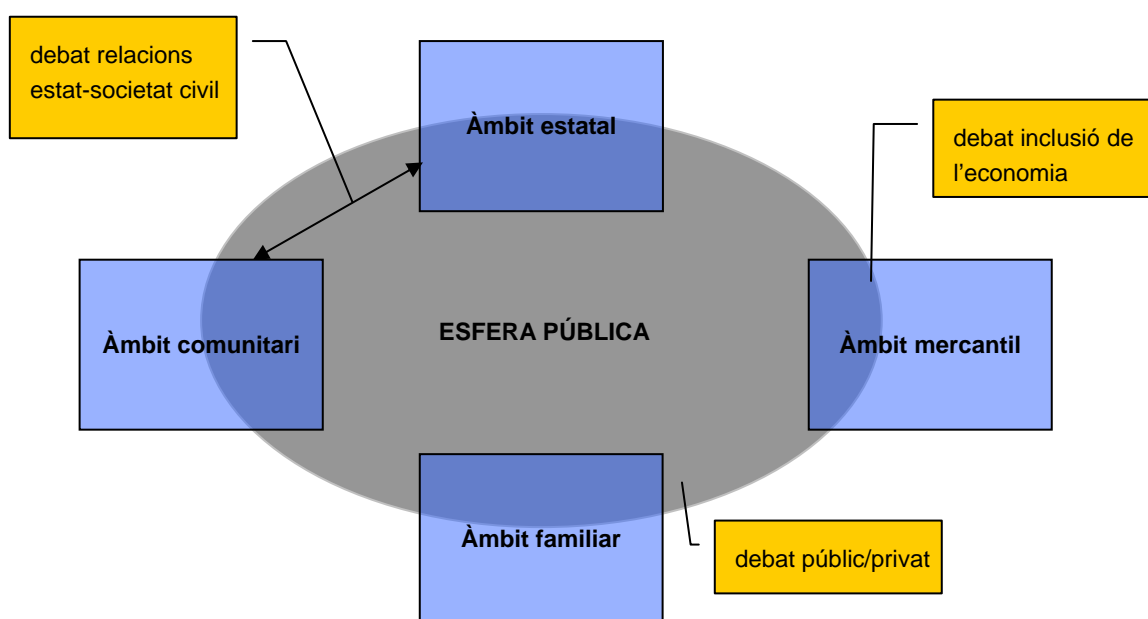 debat relacions
estat-societat civil
Àmbit estatal
debat inclusió de
l’economia
Àmbit comunitari
ESFERA PÚBLICA
Àmbit mercantil
Àmbit familiar
debat públic/privat